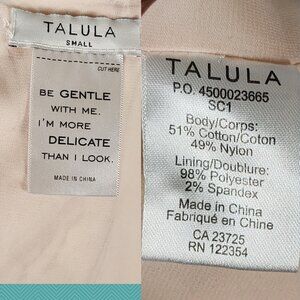 TALULA
SMALL
CUT HERE
BE GENTLE
WITH ME.
I'M MORE
DELICATE
THAN I LOOK.
MADE IN CHINA
TALULA
P.O. 4500023665
SC1
Body/Corps:
51% Cotton/Coton
49% Nylon
Lining/Doublure:
98% Polyester
2% Spandex
Made in China
Fabriqué en Chine
CA 23725
RN 122354